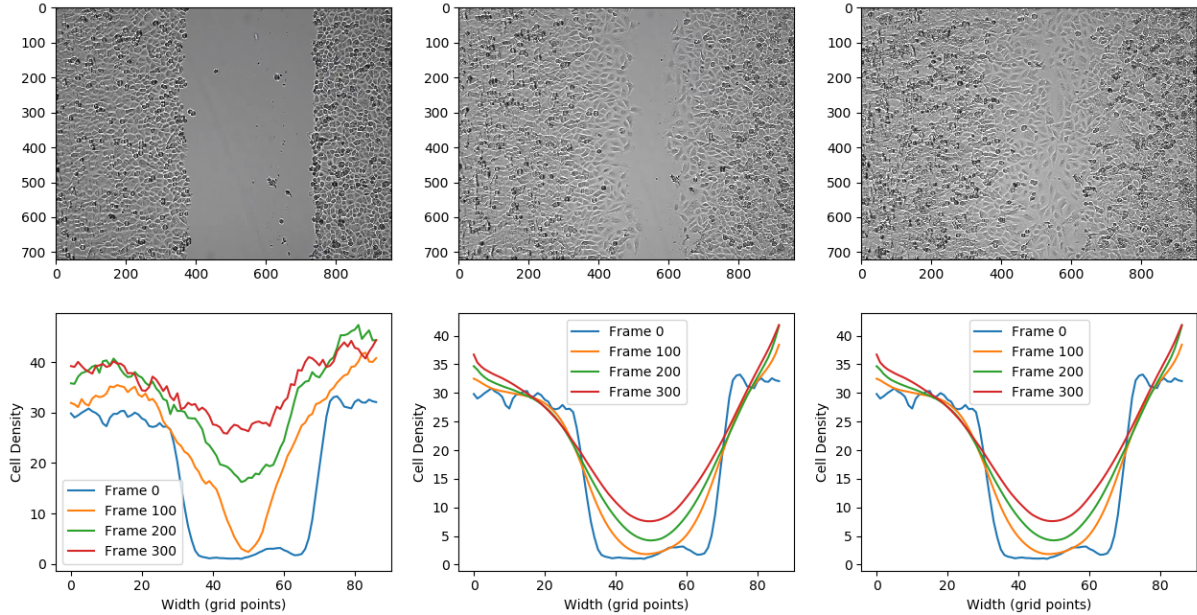 0
100
200
300
400
500
600
700
0 200 400 600 800
0
100
200
300
400
500
600
700
0 200 400 600 800
0
100
200
300
400
500
600
700
0 200 400 600 800
Cell Density
40
30
20
10
0
Frame 0
Frame 100
Frame 200
Frame 300
0 20 40 60 80
Width (grid points)
Cell Density
40
35
30
25
20
15
10
5
0
Frame 0
Frame 100
Frame 200
Frame 300
0 20 40 60 80
Width (grid points)
Cell Density
40
35
30
25
20
15
10
5
0
Frame 0
Frame 100
Frame 200
Frame 300
0 20 40 60 80
Width (grid points)